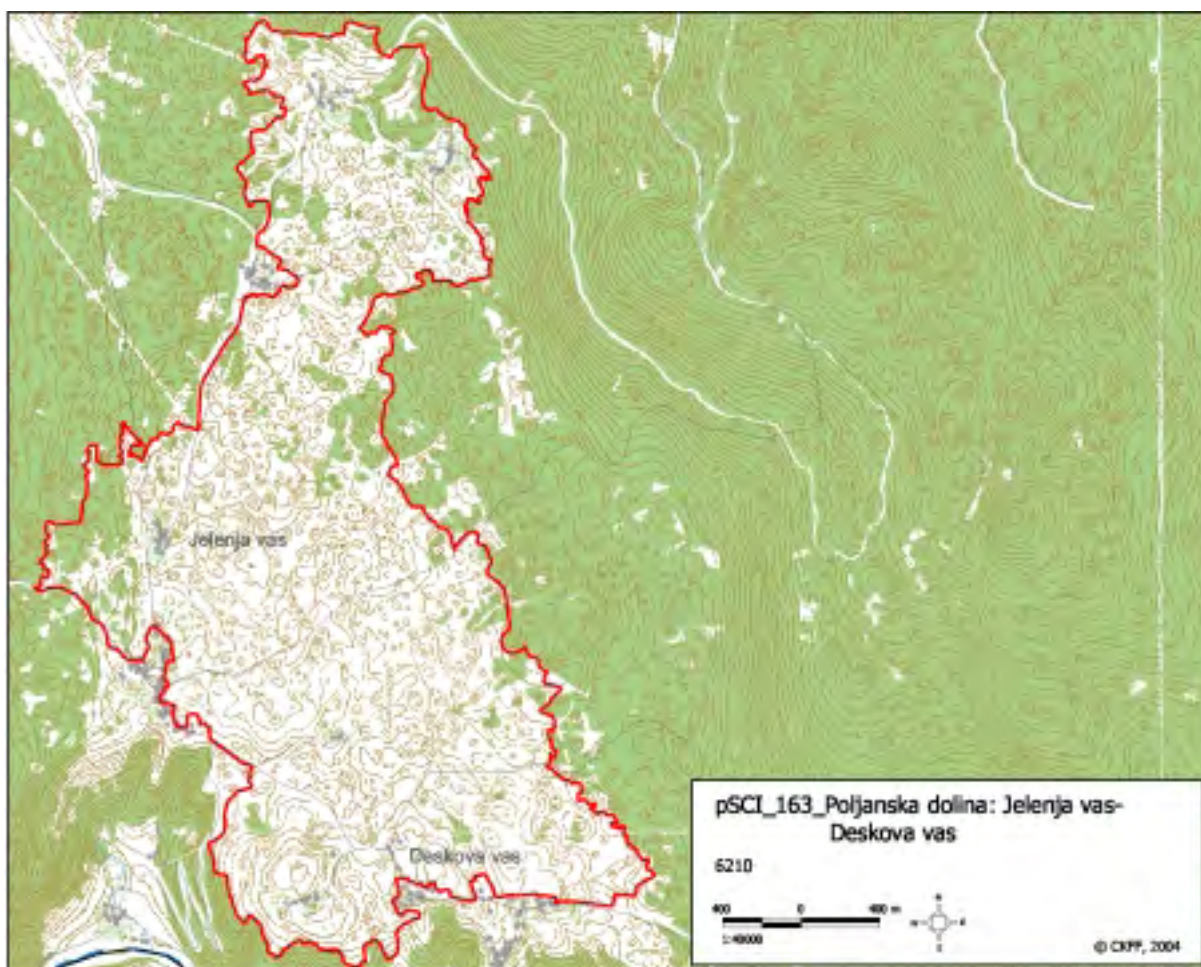 Jelenja vas
Deskova vas
pSCI_163_Poljanska dolina: Jelenja vas-
Deskova vas
6210
400 0 400 m
1:40000
N
W E
S
© CKFF, 2004